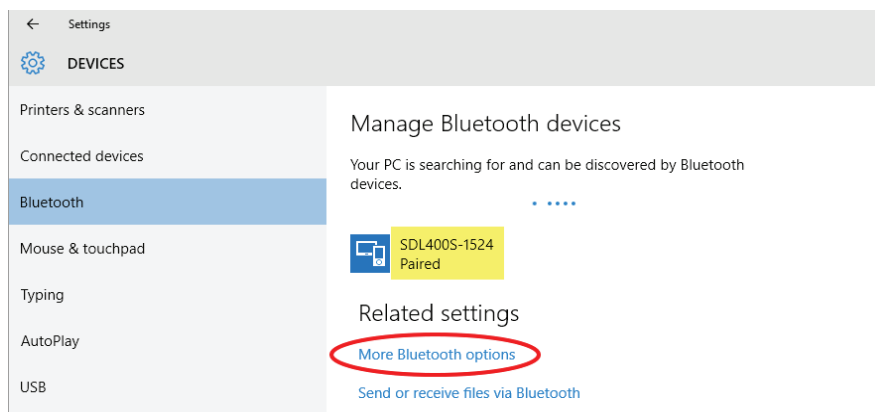 Settings
DEVICES
Printers & scanners
Connected devices
Bluetooth
Mouse & touchpad
Typing
AutoPlay
USB
Manage Bluetooth devices
Your PC is searching for and can be discovered by Bluetooth
devices.
SDL400S-1524
Paired
Related settings
More Bluetooth options
Send or receive files via Bluetooth